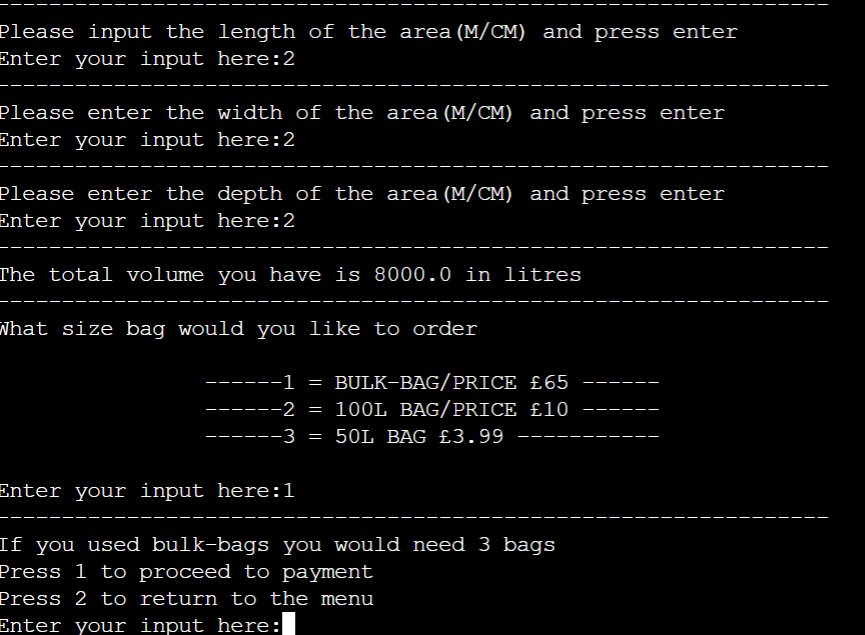 -----------------------------------------------------------------
Please input the length of the area(M/CM) and press enter
Enter your input here:2
-----------------------------------------------------------------
Please enter the width of the area(M/CM) and press enter
Enter your input here:2
-----------------------------------------------------------------
Please enter the depth of the area(M/CM) and press enter
Enter your input here:2
-----------------------------------------------------------------
The total volume you have is 8000.0 in litres
-----------------------------------------------------------------
What size bag would you like to order
------1 = BULK-BAG/PRICE £65 ------
------2 = 100L BAG/PRICE £10 ------
------3 = 50L BAG £3.99 -----------
Enter your input here:1
-----------------------------------------------------------------
If you used bulk-bags you would need 3 bags
Press 1 to proceed to payment
Press 2 to return to the menu
Enter your input here: